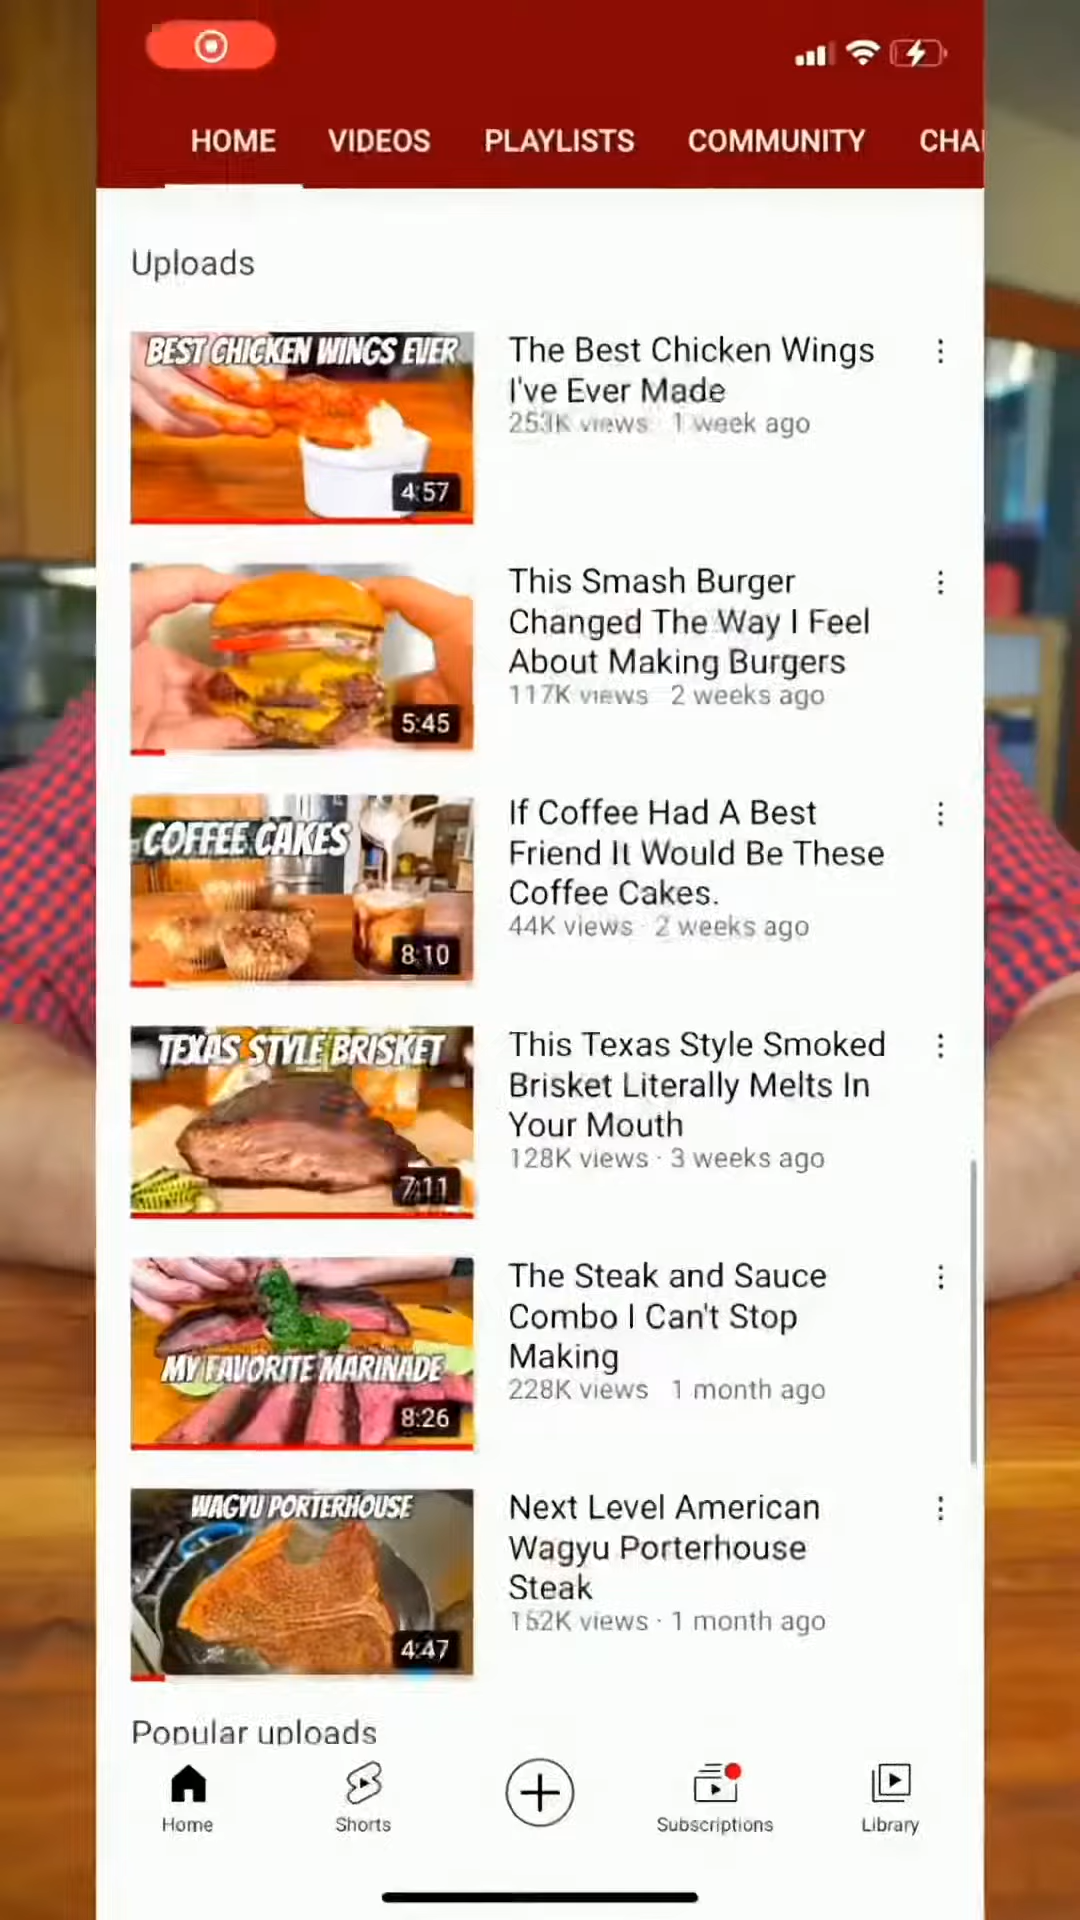 HOME VIDEOS PLAYLISTS COMMUNITY CHA
Uploads
BEST CHICKEN WINGS EVER
4:57
The Best Chicken Wings
I've Ever Made
253K views 1 week ago
5:45
This Smash Burger
Changed The Way I Feel
About Making Burgers
117K views 2 weeks ago
COFFEE CAKES
8:10
If Coffee Had A Best
Friend It Would Be These
Coffee Cakes.
44K views · 2 weeks ago
TEXAS STYLE BRISKET
7:11
This Texas Style Smoked
Brisket Literally Melts In
Your Mouth
128K views · 3 weeks ago
MY FAVORITE MARINADE
8:26
The Steak and Sauce
Combo I Can't Stop
Making
228K views 1 month ago
WAGYU PORTERHOUSE
4:47
Next Level American
Wagyu Porterhouse
Steak
152K views · 1 month ago
Popular uploads
Home Shorts Subscriptions Library